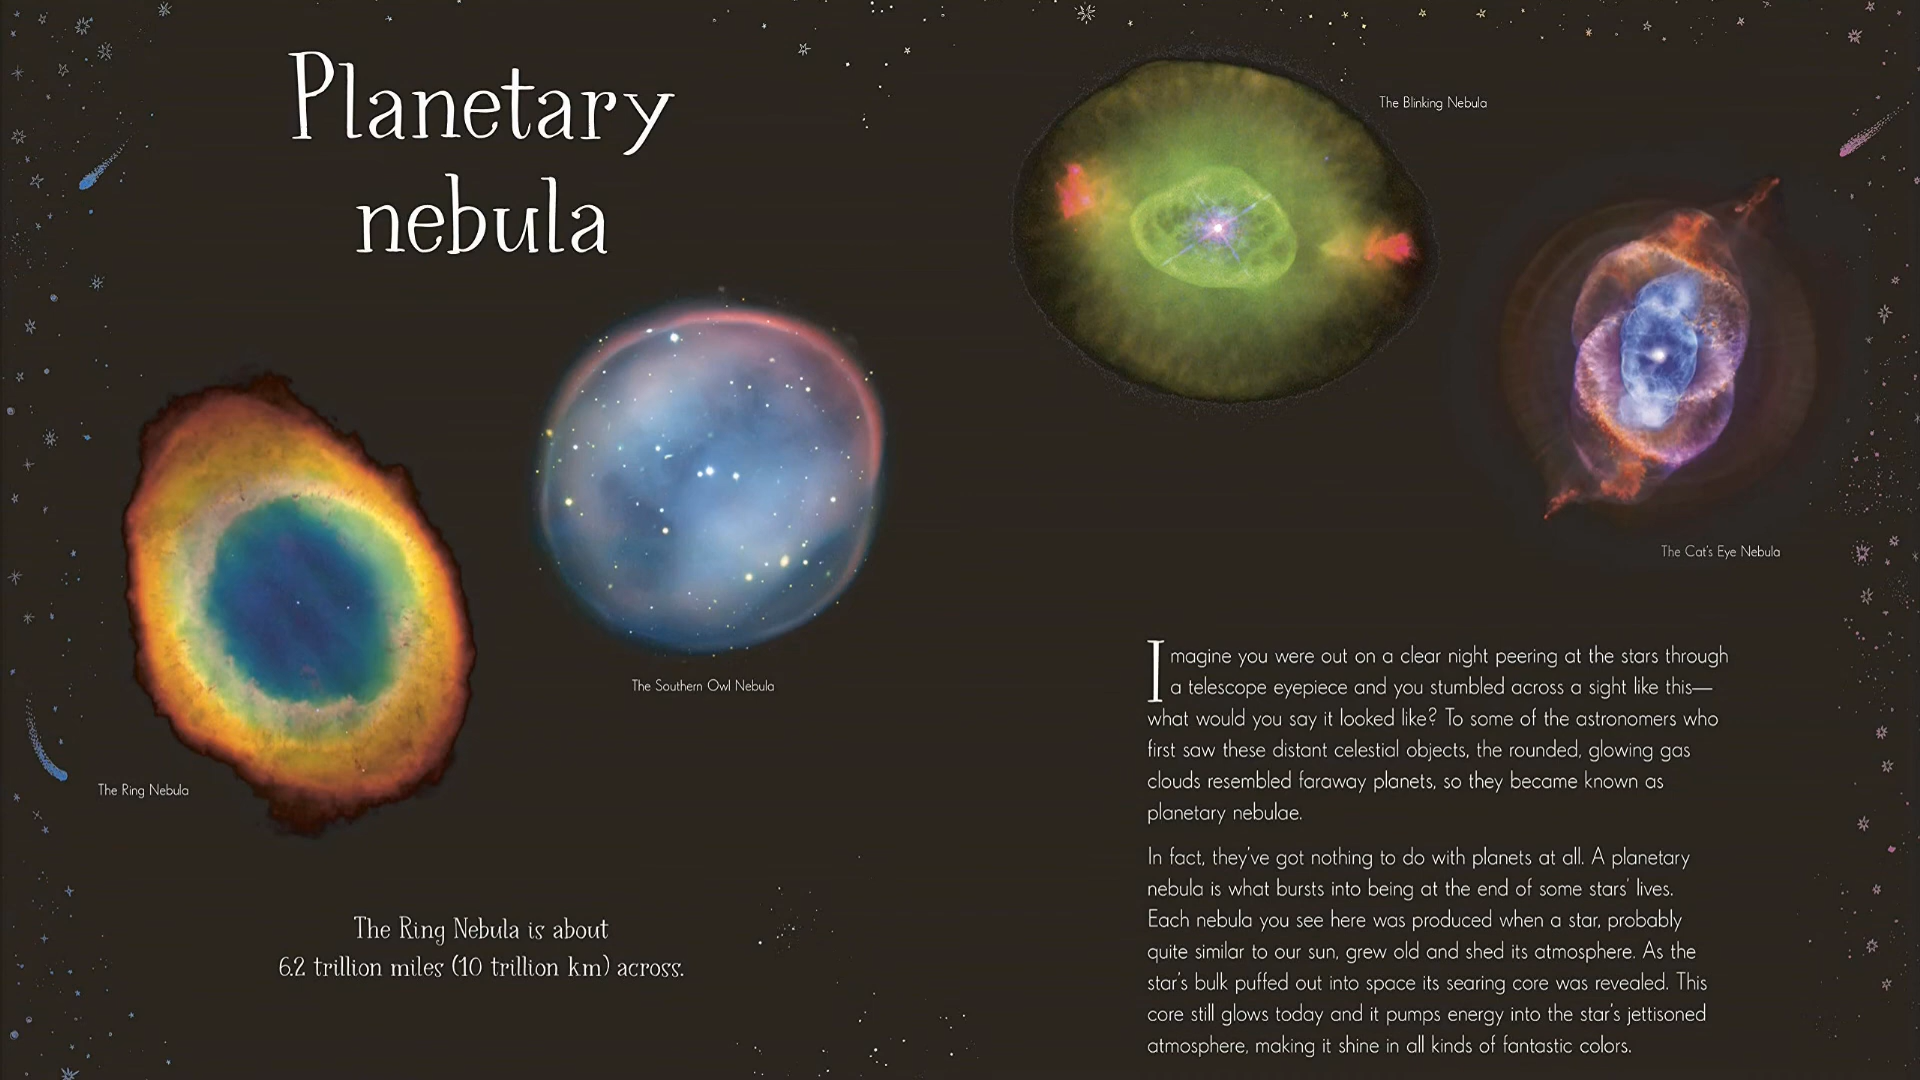 Planetary
nebula
The Blinking Nebula
The Cat's Eye Nebula
The Southern Owl Nebula
The Ring Nebula
The Ring Nebula is about
6.2 trillion miles (10 trillion km) across.
Imagine you were out on a clear night peering at the stars through
a telescope eyepiece and you stumbled across a sight like this—
what would you say it looked like? To some of the astronomers who
first saw these distant celestial objects, the rounded, glowing gas
clouds resembled faraway planets, so they became known as
planetary nebulae.
In fact, they've got nothing to do with planets at all. A planetary
nebula is what bursts into being at the end of some stars' lives.
Each nebula you see here was produced when a star, probably
quite similar to our sun, grew old and shed its atmosphere. As the
star's bulk puffed out into space its searing core was revealed. This
core still glows today and it pumps energy into the star's jettisoned
atmosphere, making it shine in all kinds of fantastic colors.